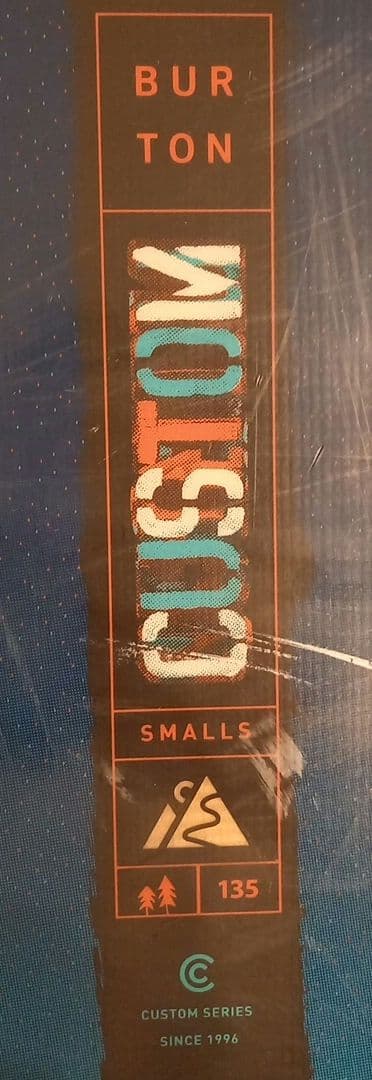 BUR
TON
CUSTOM
SMALLS
135
CUSTOM SERIES
SINCE 1996